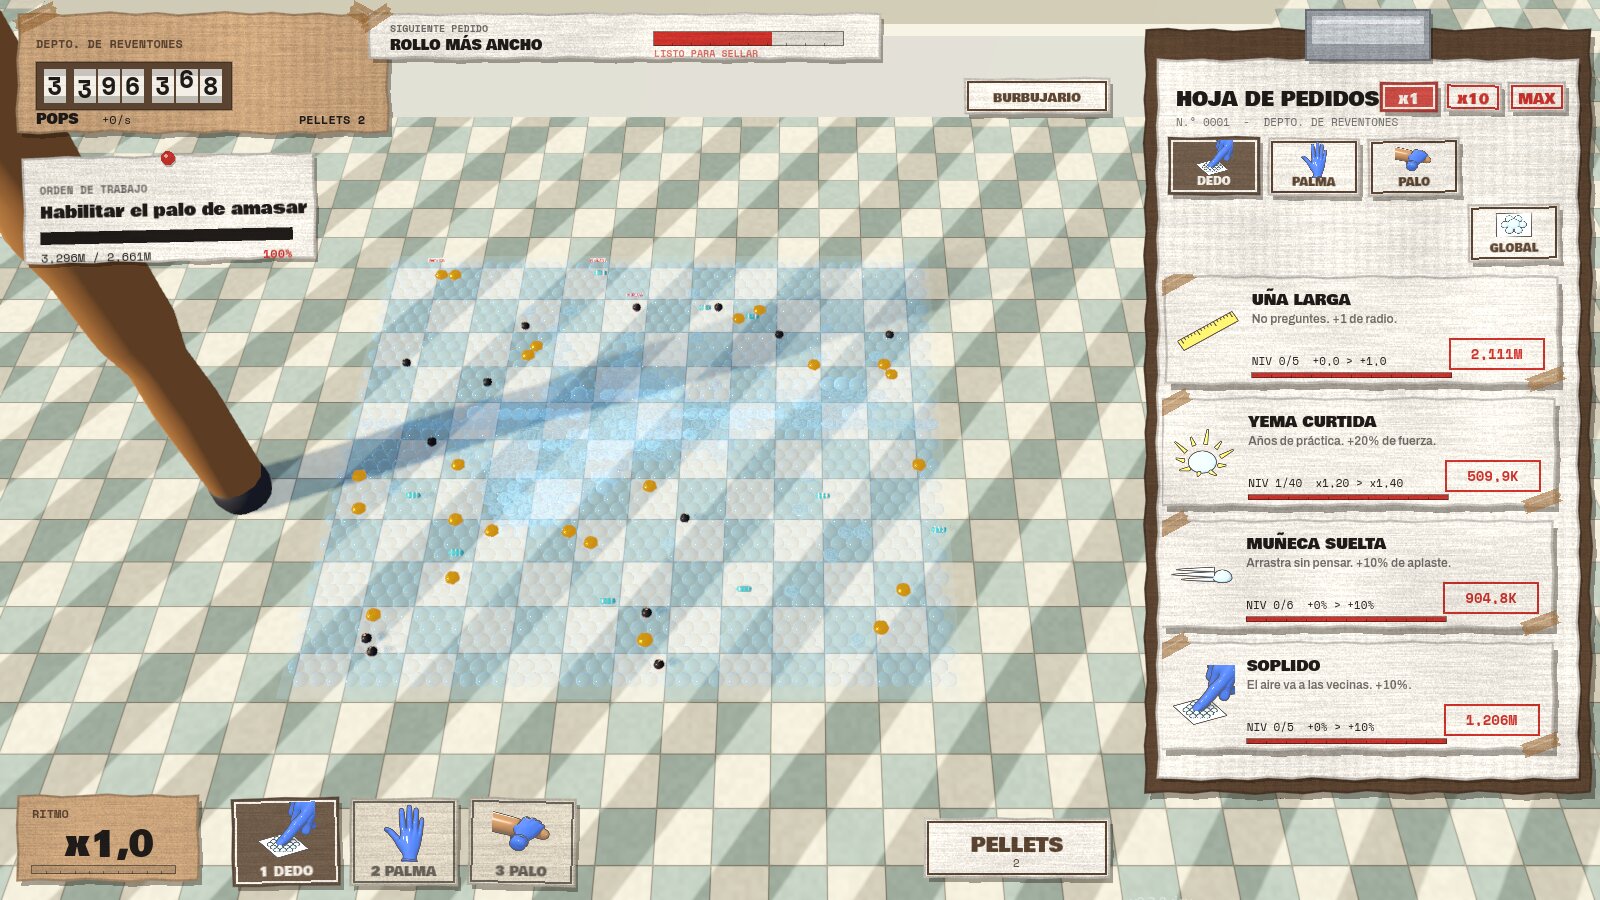 DEPTO. DE REVENTONES
3 396 368
POPS +0/s PELLETS 2
SIGUIENTE PEDIDO
ROLLO MÁS ANCHO
LISTO PARA SELLAR
BURBUJARIO
ORDEN DE TRABAJO
Habilitar el palo de amasar
3,296M / 2,661M 100%
HOJA DE PEDIDOS x1 x10 MAX
N.° 0001 - DEPTO. DE REVENTONES
DEDO PALMA PALO
GLOBAL
UÑA LARGA
No preguntes. +1 de radio.
NIV 0/5 +0,0 > +1,0 2,111M
YEMA CURTIDA
Años de práctica. +20% de fuerza.
NIV 1/40 x1,20 > x1,40 509,9K
MUÑECA SUELTA
Arrastra sin pensar. +10% de aplaste.
NIV 0/6 +0% > +10% 904,8K
SOPLIDO
El aire va a las vecinas. +10%.
NIV 0/5 +0% > +10% 1,206M
RITMO
x1,0
1 DEDO 2 PALMA 3 PALO
PELLETS
2